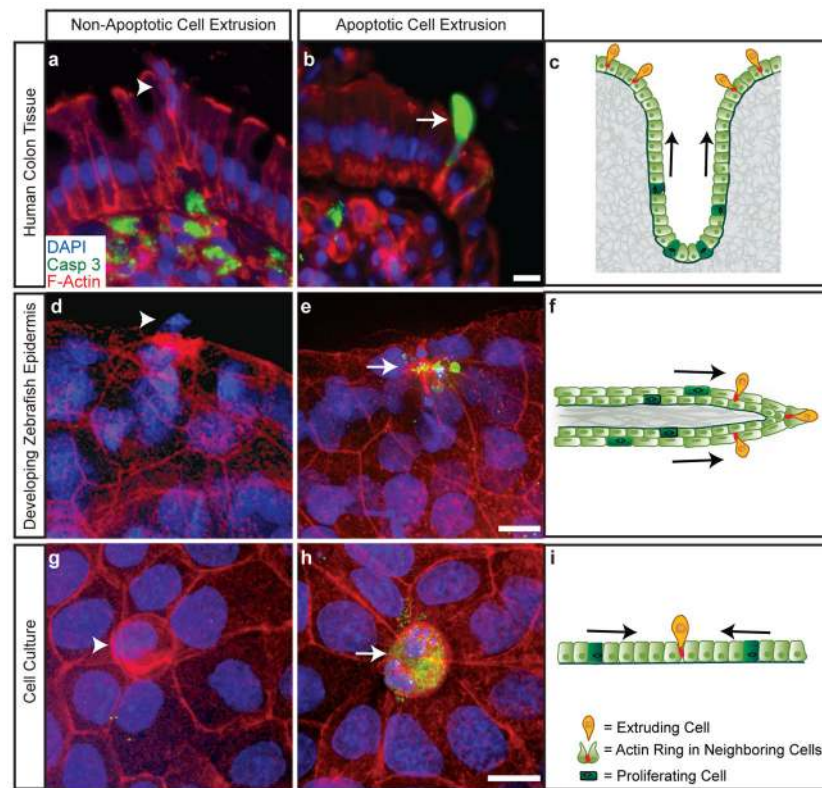 Non-Apoptotic Cell Extrusion
Apoptotic Cell Extrusion
Human Colon Tissue
a
b
c
DAPI
Casp 3
F-Actin
Developing Zebrafish Epidermis
d
e
f
Cell Culture
g
h
i
= Extruding Cell
= Actin Ring in Neighboring Cells
= Proliferating Cell